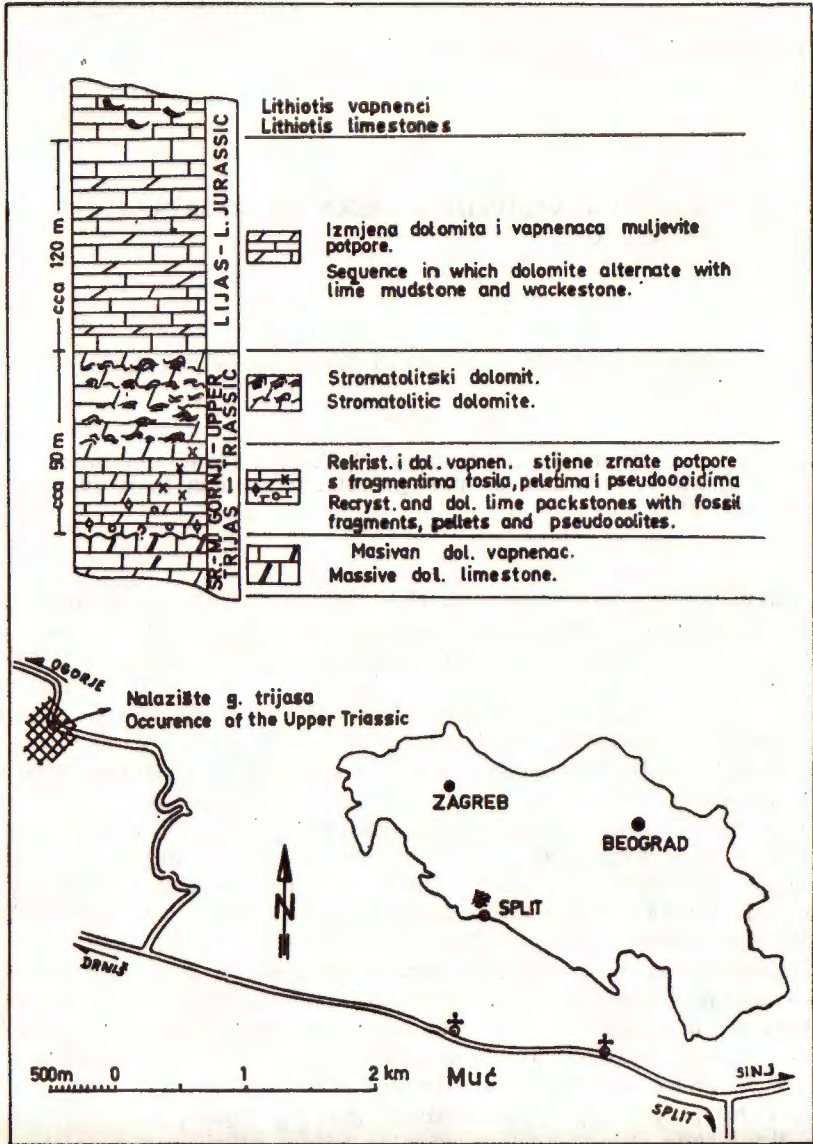 Lithiotis vapnenci
Lithiotis limestones
LIJAS – L. JURASSIC
cca 120 m
Izmjena dolomita i vapnenaca muljevite
potpore.
Sequence in which dolomite alternate with
lime mudstone and wackestone.
SR.-MI. GORNJI – UPPER
TRIJAS – TRIASSIC
cca 90 m
Stromatolitski dolomit.
Stromatolitic dolomite.
Rekrist. i dol. vapnen. stijene zrnate potpore
s fragmentima fosila, peletima i pseudoooidima
Recryst. and dol. lime packstones with fossil
fragments, pellets and pseudooolites.
Masivan dol. vapnenac.
Massive dol. limestone.
OGORJE
Nalazište g. trijasa
Occurence of the Upper Triassic
ZAGREB
BEOGRAD
SPLIT
N
DRNIŠ
500m 0 1 2 km
Muć
SINJ
SPLIT